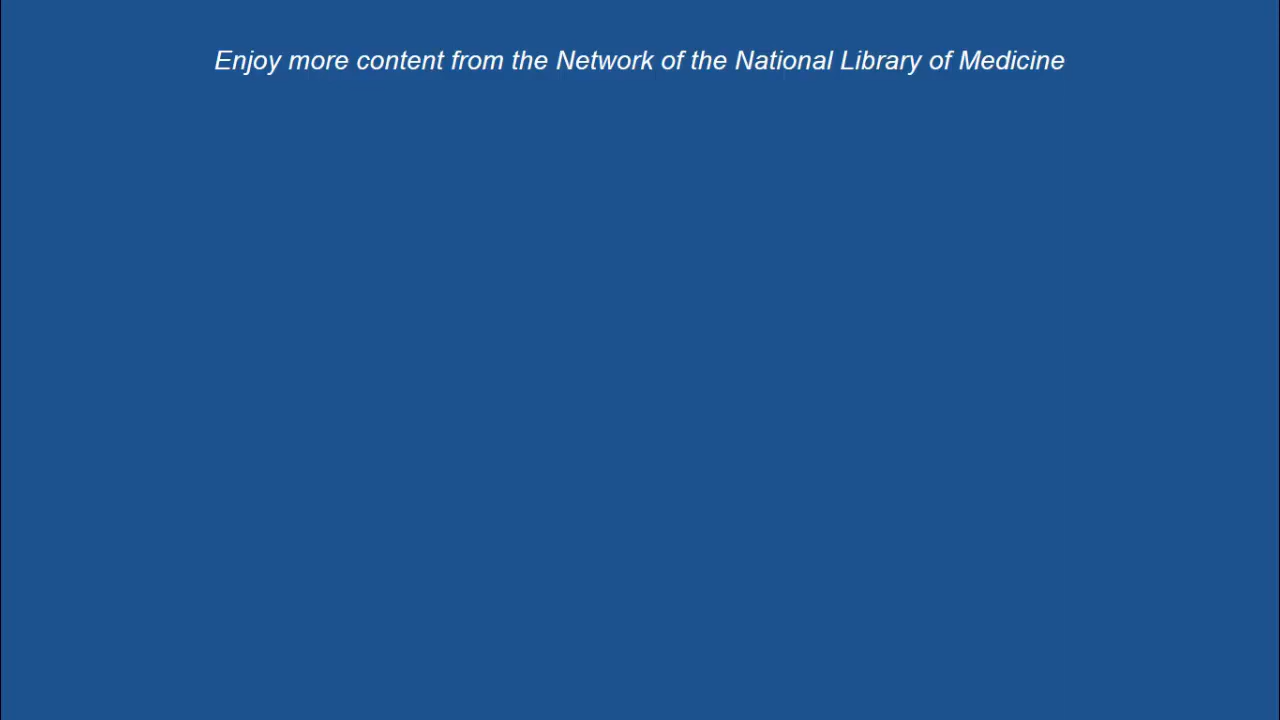 Enjoy more content from the Network of the National Library of Medicine